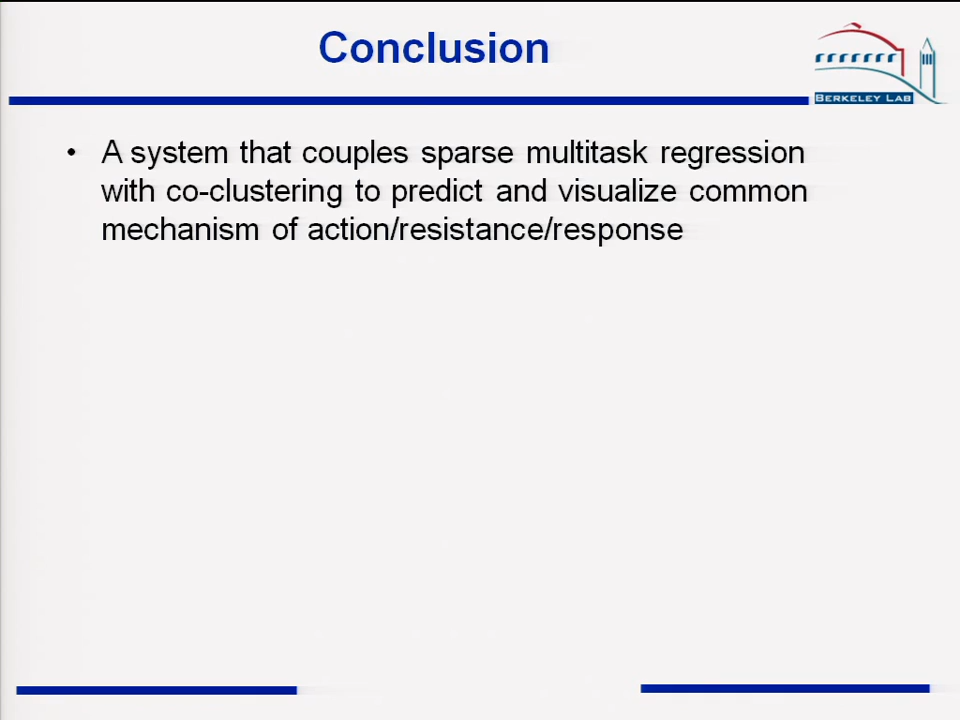 Conclusion
BERKELEY LAB
• A system that couples sparse multitask regression
with co-clustering to predict and visualize common
mechanism of action/resistance/response